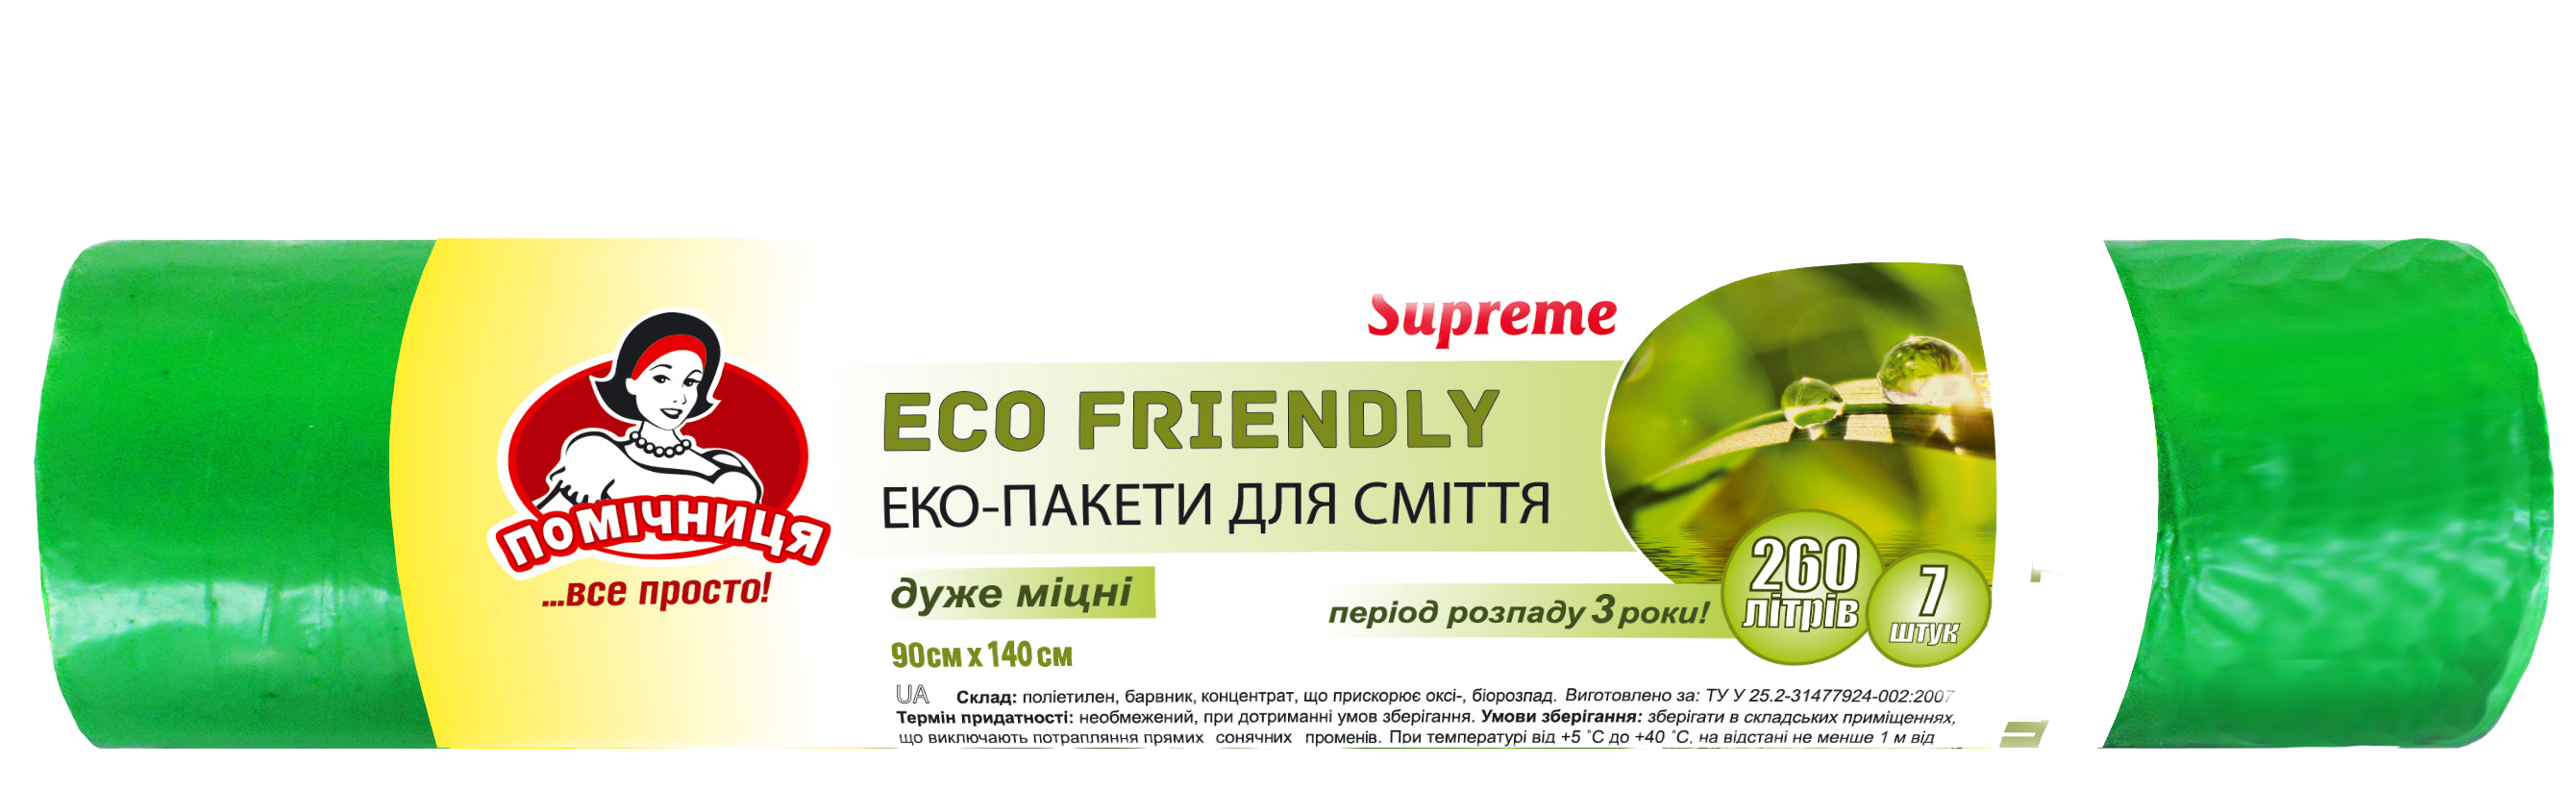 ПОМІЧНИЦЯ
...все просто!
Supreme
ECO FRIENDLY
ЕКО-ПАКЕТИ ДЛЯ СМІТТЯ
дуже міцні
період розпаду 3 роки!
260
літрів
7
штук
90см х 140 см
UA Склад: поліетилен, барвник, концентрат, що прискорює оксі-, біорозпад. Виготовлено за: ТУ У 25.2-31477924-002:2007
Термін придатності: необмежений, при дотриманні умов зберігання. Умови зберігання: зберігати в складських приміщеннях,
що виключають потрапляння прямих сонячних променів. При температурі від +5 ˚С до +40 ˚С, на відстані не менше 1 м від